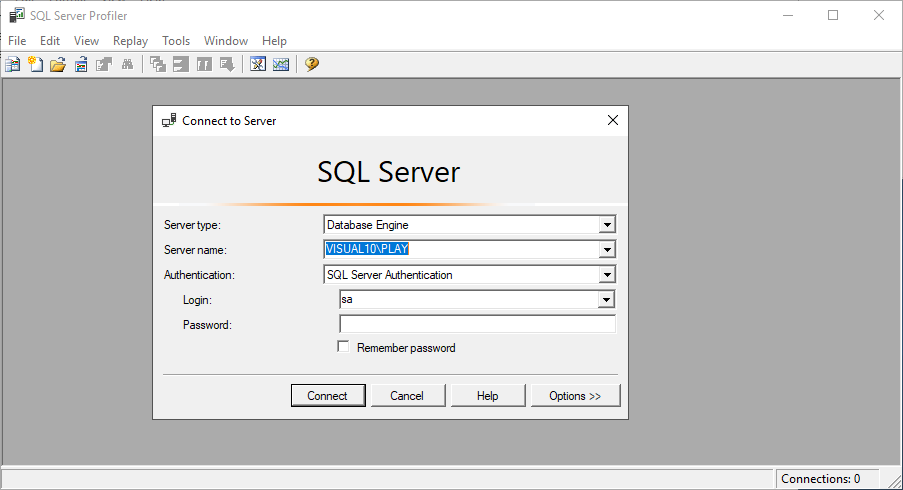 SQL Server Profiler
File Edit View Replay Tools Window Help
Connect to Server
SQL Server
Server type: Database Engine
Server name: VISUAL10\PLAY
Authentication: SQL Server Authentication
Login: sa
Password:
Remember password
Connect Cancel Help Options >>
Connections: 0